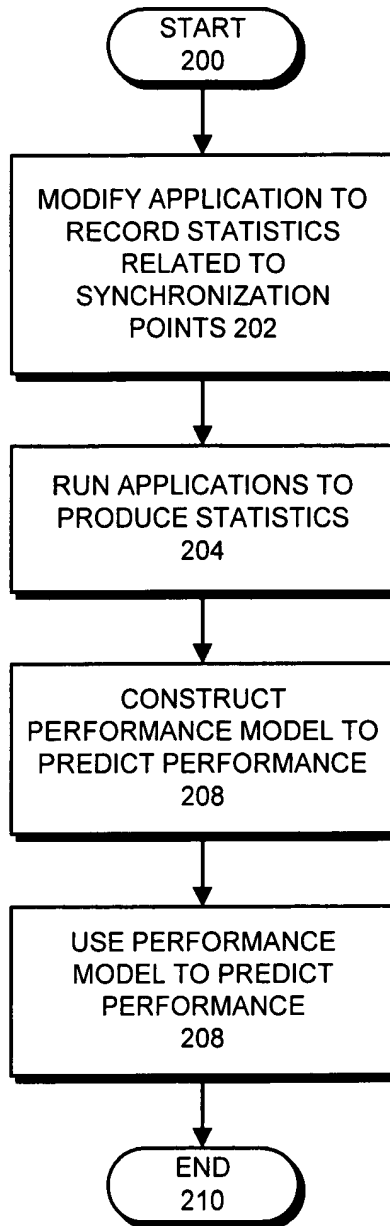 START
200
MODIFY APPLICATION TO
RECORD STATISTICS
RELATED TO
SYNCHRONIZATION
POINTS 202
RUN APPLICATIONS TO
PRODUCE STATISTICS
204
CONSTRUCT
PERFORMANCE MODEL TO
PREDICT PERFORMANCE
208
USE PERFORMANCE
MODEL TO PREDICT
PERFORMANCE
208
END
210